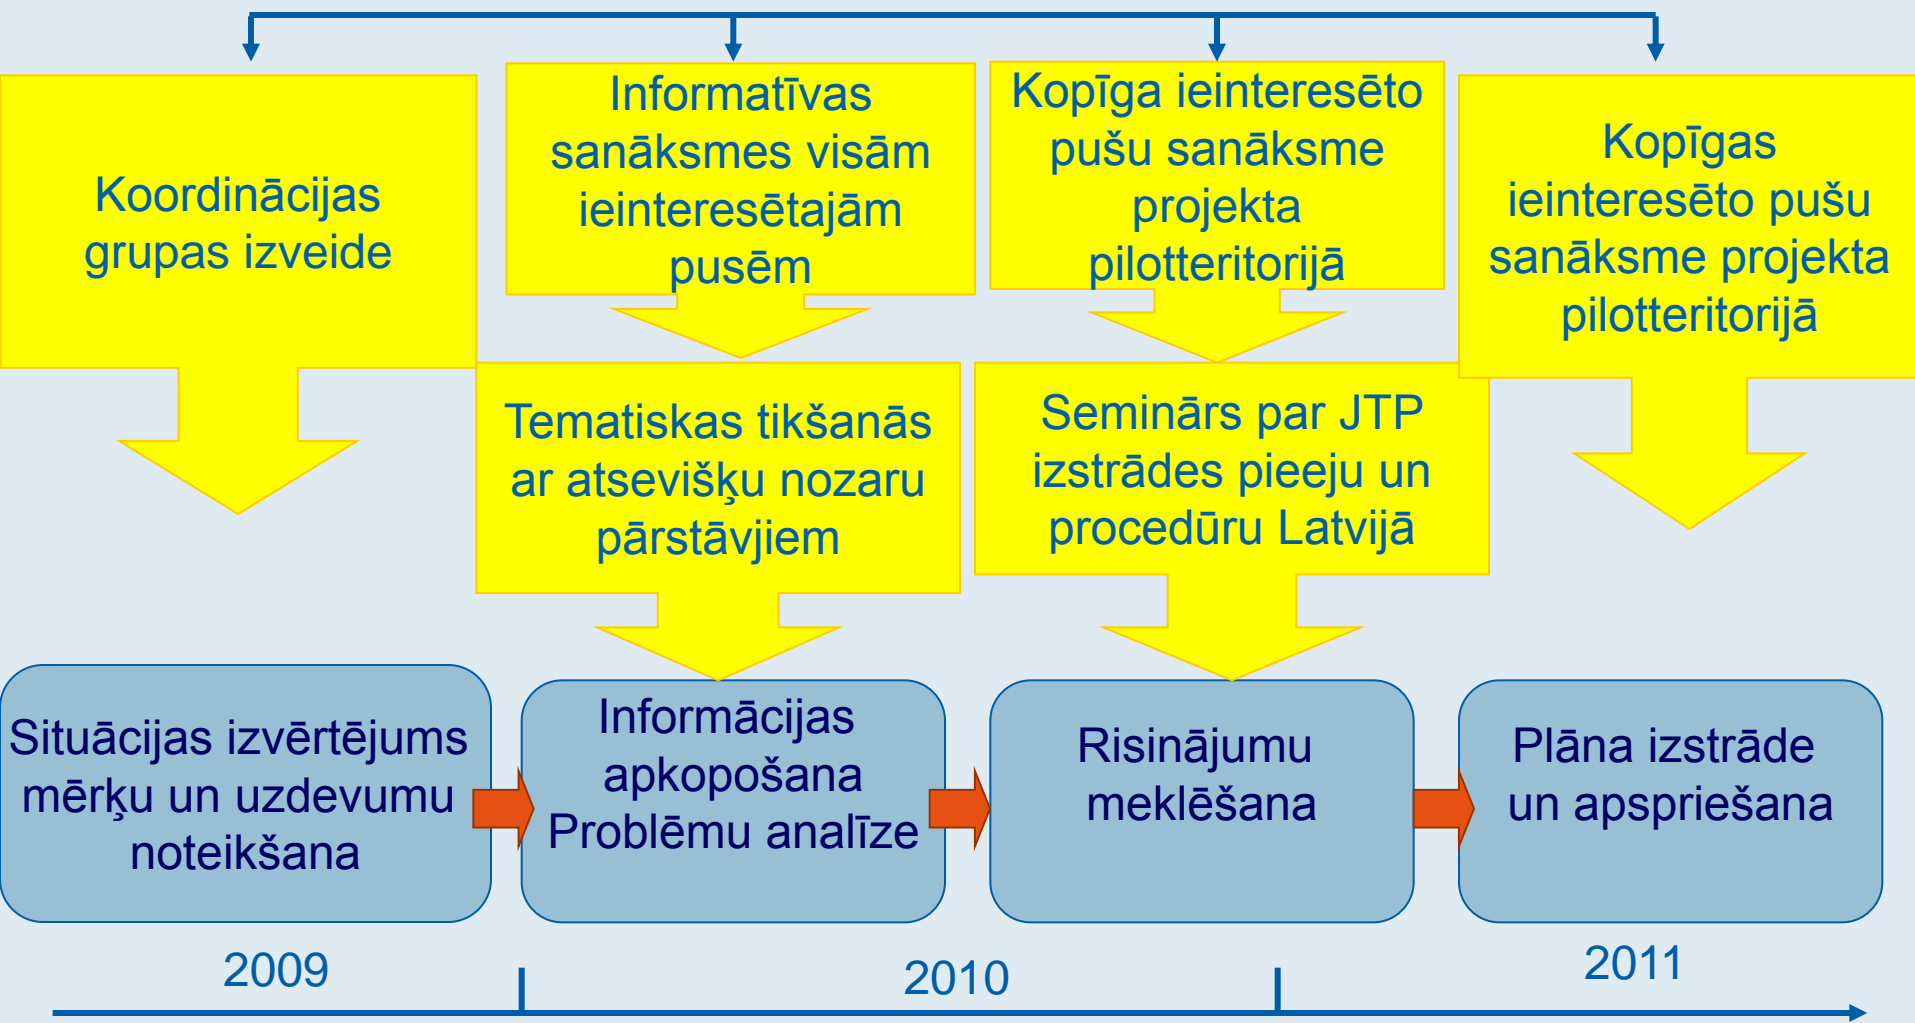 Koordinācijas
grupas izveide
Informatīvas
sanāksmes visām
ieinteresētajām
pusēm
Kopīga ieinteresēto
pušu sanāksme
projekta
pilotteritorijā
Kopīgas
ieinteresēto pušu
sanāksme projekta
pilotteritorijā
Tematiskas tikšanās
ar atsevišķu nozaru
pārstāvjiem
Seminārs par JTP
izstrādes pieeju un
procedūru Latvijā
Situācijas izvērtējums
mērķu un uzdevumu
noteikšana
Informācijas
apkopošana
Problēmu analīze
Risinājumu
meklēšana
Plāna izstrāde
un apspriešana
2009
2010
2011